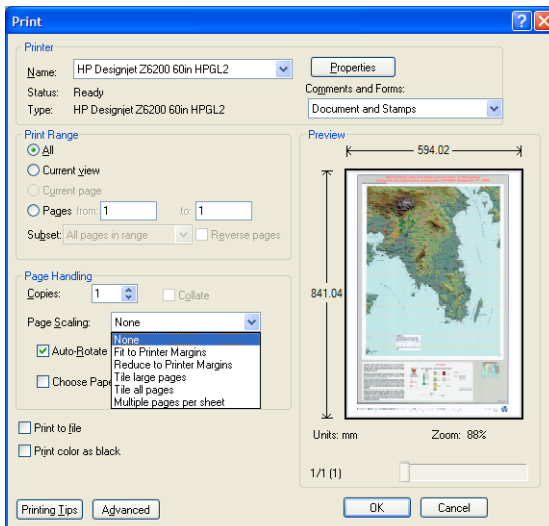 Print
Printer
Name: HP Designjet Z6200 60in HPGL2
Properties
Status: Ready
Comments and Forms:
Type: HP Designjet Z6200 60in HPGL2
Document and Stamps
Print Range
All
Current view
Current page
Pages from: 1 to: 1
Subset: All pages in range Reverse pages
Preview
594.02
841.04
Page Handling
Copies: 1 Collate
Page Scaling: None
None
Fit to Printer Margins
Reduce to Printer Margins
Tile large pages
Tile all pages
Multiple pages per sheet
Auto-Rotate
Choose Pape
Print to file
Print color as black
Units: mm Zoom: 88%
1/1 (1)
Printing Tips Advanced
OK Cancel